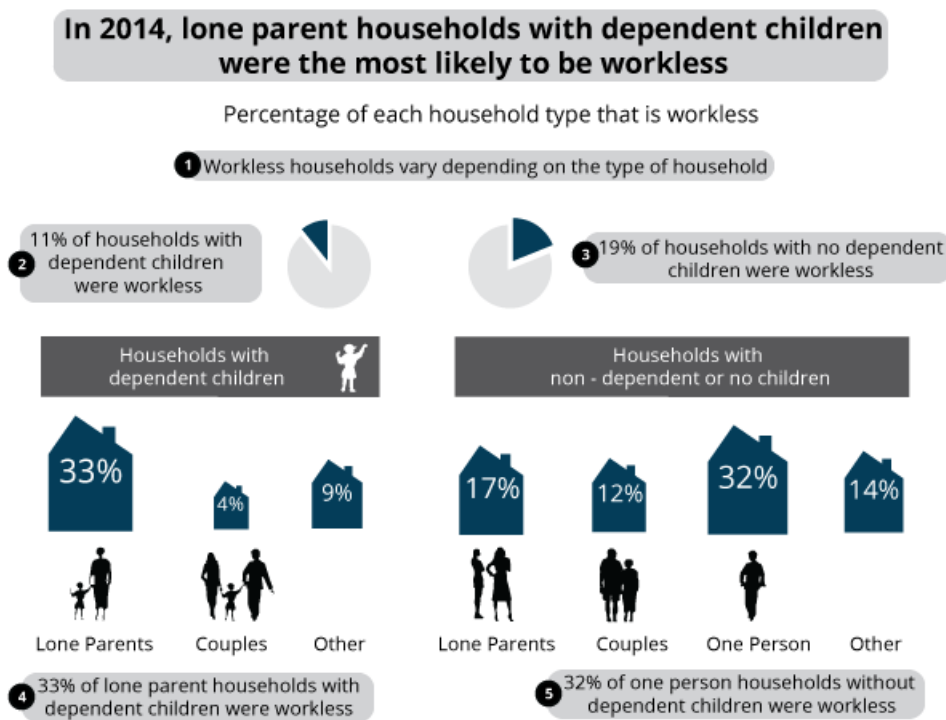 In 2014, lone parent households with dependent children
were the most likely to be workless
Percentage of each household type that is workless
1 Workless households vary depending on the type of household
2 11% of households with
dependent children
were workless
3 19% of households with no dependent
children were workless
Households with
dependent children
Households with
non - dependent or no children
33%
4%
9%
17%
12%
32%
14%
Lone Parents
Couples
Other
Lone Parents
Couples
One Person
Other
4 33% of lone parent households with
dependent children were workless
5 32% of one person households without
dependent children were workless